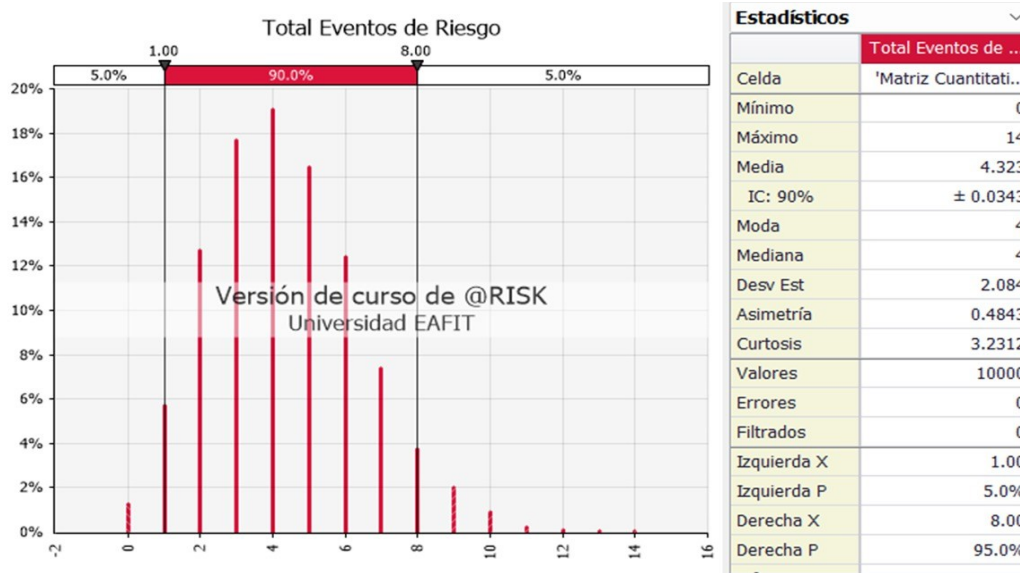 Total Eventos de Riesgo
1.00 8.00
5.0% 90.0% 5.0%
20%
18%
16%
14%
12%
10%
8%
6%
4%
2%
0%
-2 0 2 4 6 8 10 12 14 16
Versión de curso de @RISK
Universidad EAFIT
Estadísticos
Total Eventos de ...
Celda 'Matriz Cuantitati...
Mínimo 0
Máximo 14
Media 4.323
IC: 90% ± 0.0343
Moda 4
Mediana 4
Desv Est 2.084
Asimetría 0.4843
Curtosis 3.2312
Valores 10000
Errores 0
Filtrados 0
Izquierda X 1.00
Izquierda P 5.0%
Derecha X 8.00
Derecha P 95.0%